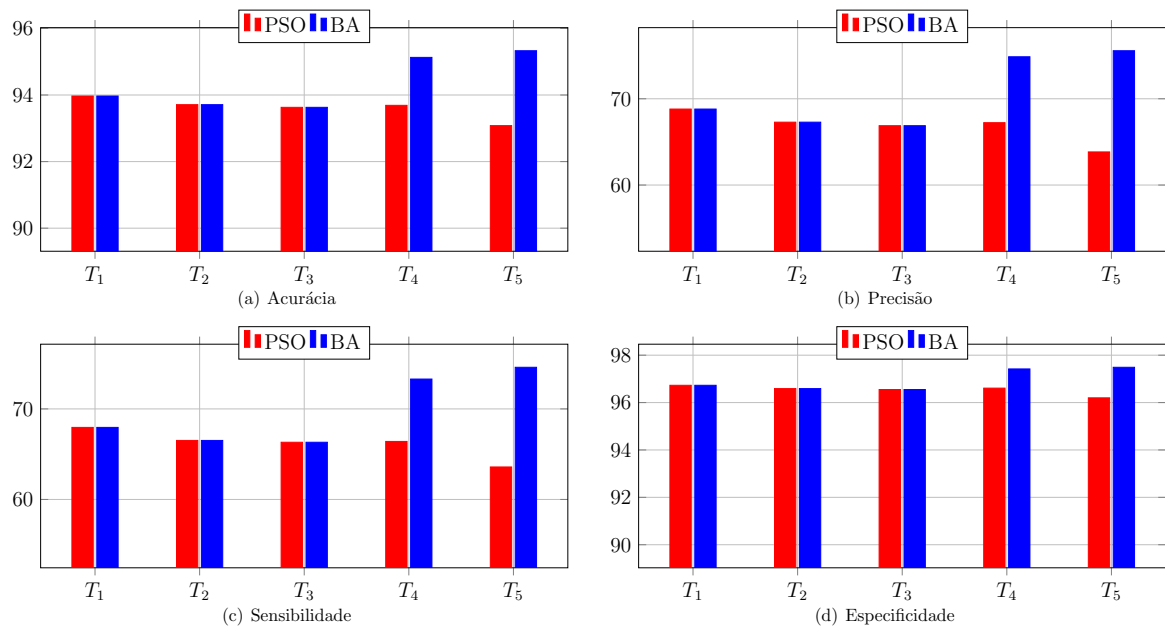 PSO BA
96
94
92
90
T1 T2 T3 T4 T5
(a) Acurácia
PSO BA
70
60
T1 T2 T3 T4 T5
(b) Precisão
PSO BA
70
60
T1 T2 T3 T4 T5
(c) Sensibilidade
PSO BA
98
96
94
92
90
T1 T2 T3 T4 T5
(d) Especificidade